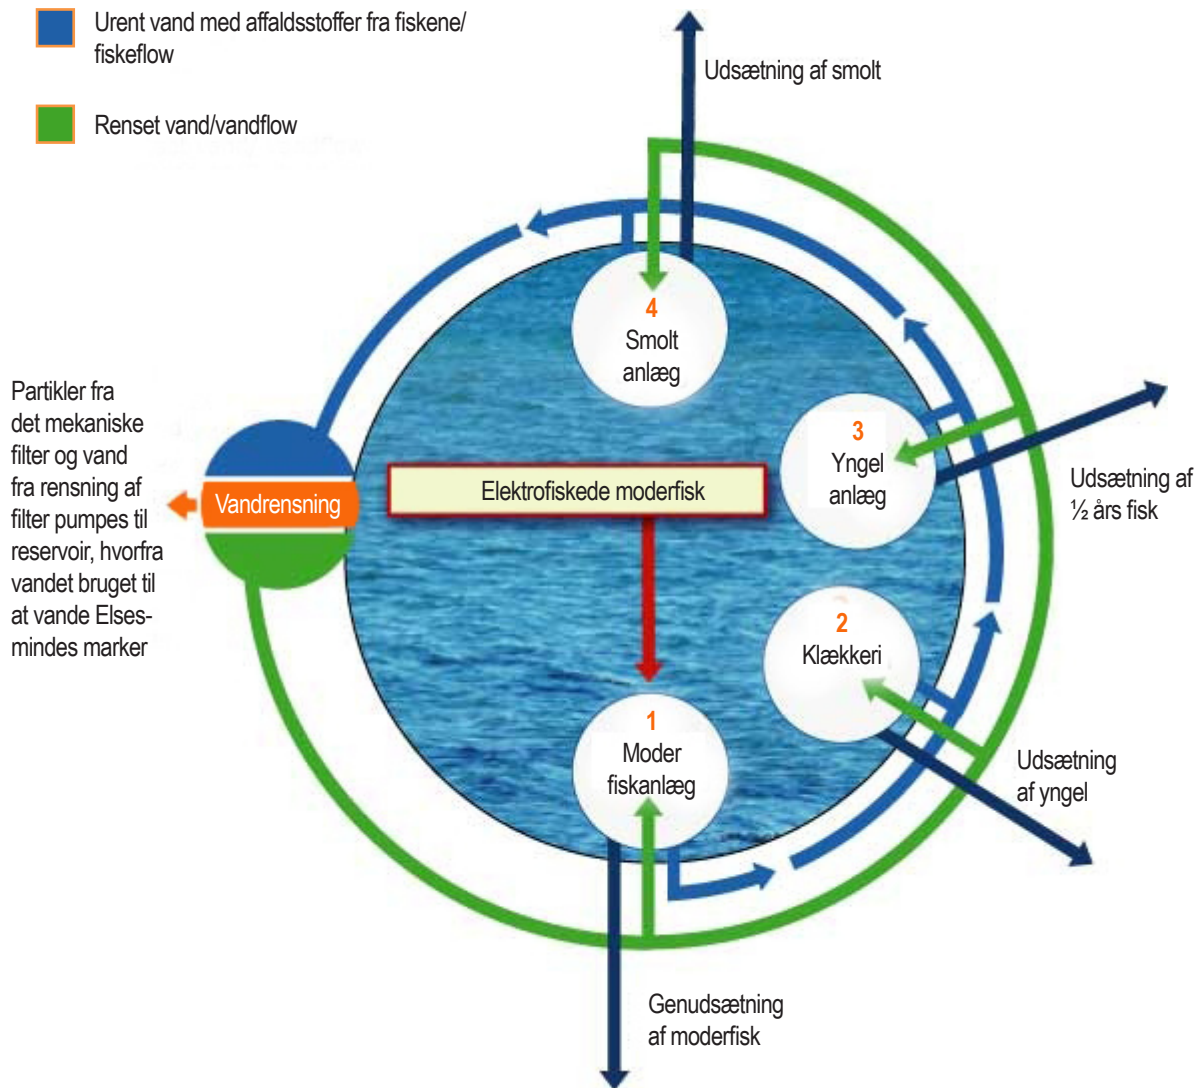 Urent vand med affaldsstoffer fra fiskene/
fiskeflow
Renset vand/vandflow
Udsætning af smolt
4
Smolt
anlæg
Partikler fra
det mekaniske
filter og vand
fra rensning af
filter pumpes til
reservoir, hvorfra
vandet bruget til
at vande Elses-
mindes marker
Vandrensning
Elektrofiskede moderfisk
3
Yngel
anlæg
Udsætning af
½ års fisk
2
Klækkeri
1
Moder
fiskanlæg
Udsætning
af yngel
Genudsætning
af moderfisk